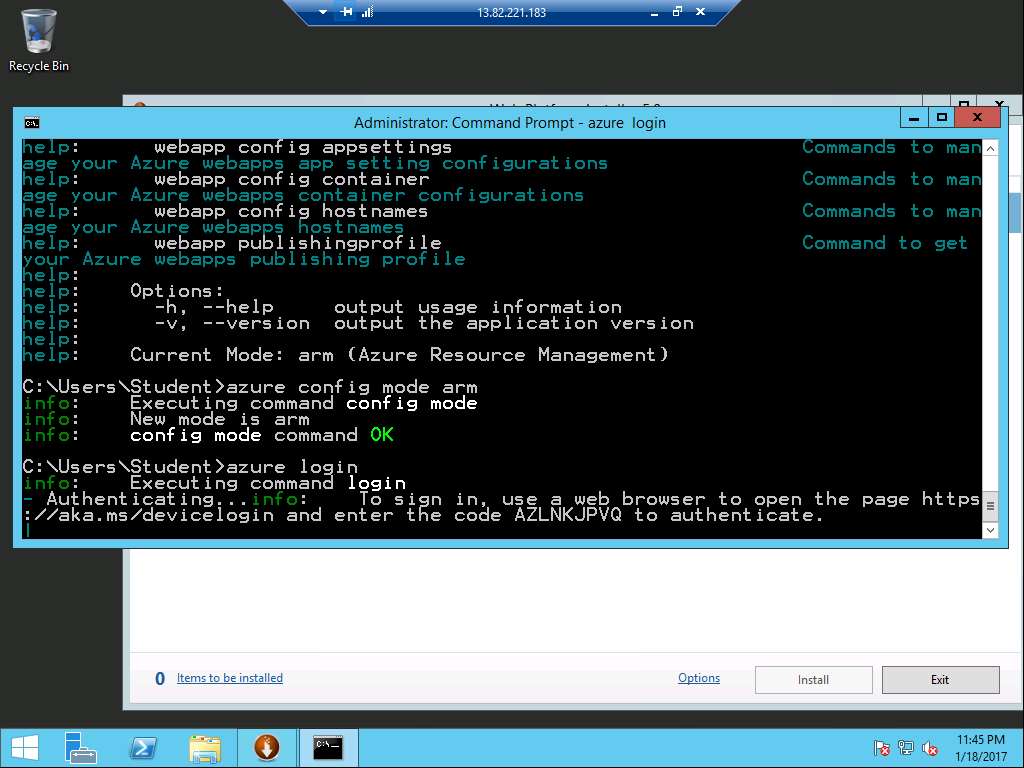 13.82.221.183
Recycle Bin
Administrator: Command Prompt - azure  login
help:      webapp config appsettings                             Commands to man
age your Azure webapps app setting configurations
help:      webapp config container                               Commands to man
age your Azure webapps container configurations
help:      webapp config hostnames                               Commands to man
age your Azure webapps hostnames
help:      webapp publishingprofile                              Command to get
your Azure webapps publishing profile
help:
help:    Options:
help:      -h, --help     output usage information
help:      -v, --version  output the application version
help:
help:    Current Mode: arm (Azure Resource Management)
C:\Users\Student>azure config mode arm
info:    Executing command config mode
info:    New mode is arm
info:    config mode command OK
C:\Users\Student>azure login
info:    Executing command login
- Authenticating...info:    To sign in, use a web browser to open the page https
://aka.ms/devicelogin and enter the code AZLNKJPVQ to authenticate.
0 Items to be installed
Options
Install
Exit
11:45 PM
1/18/2017